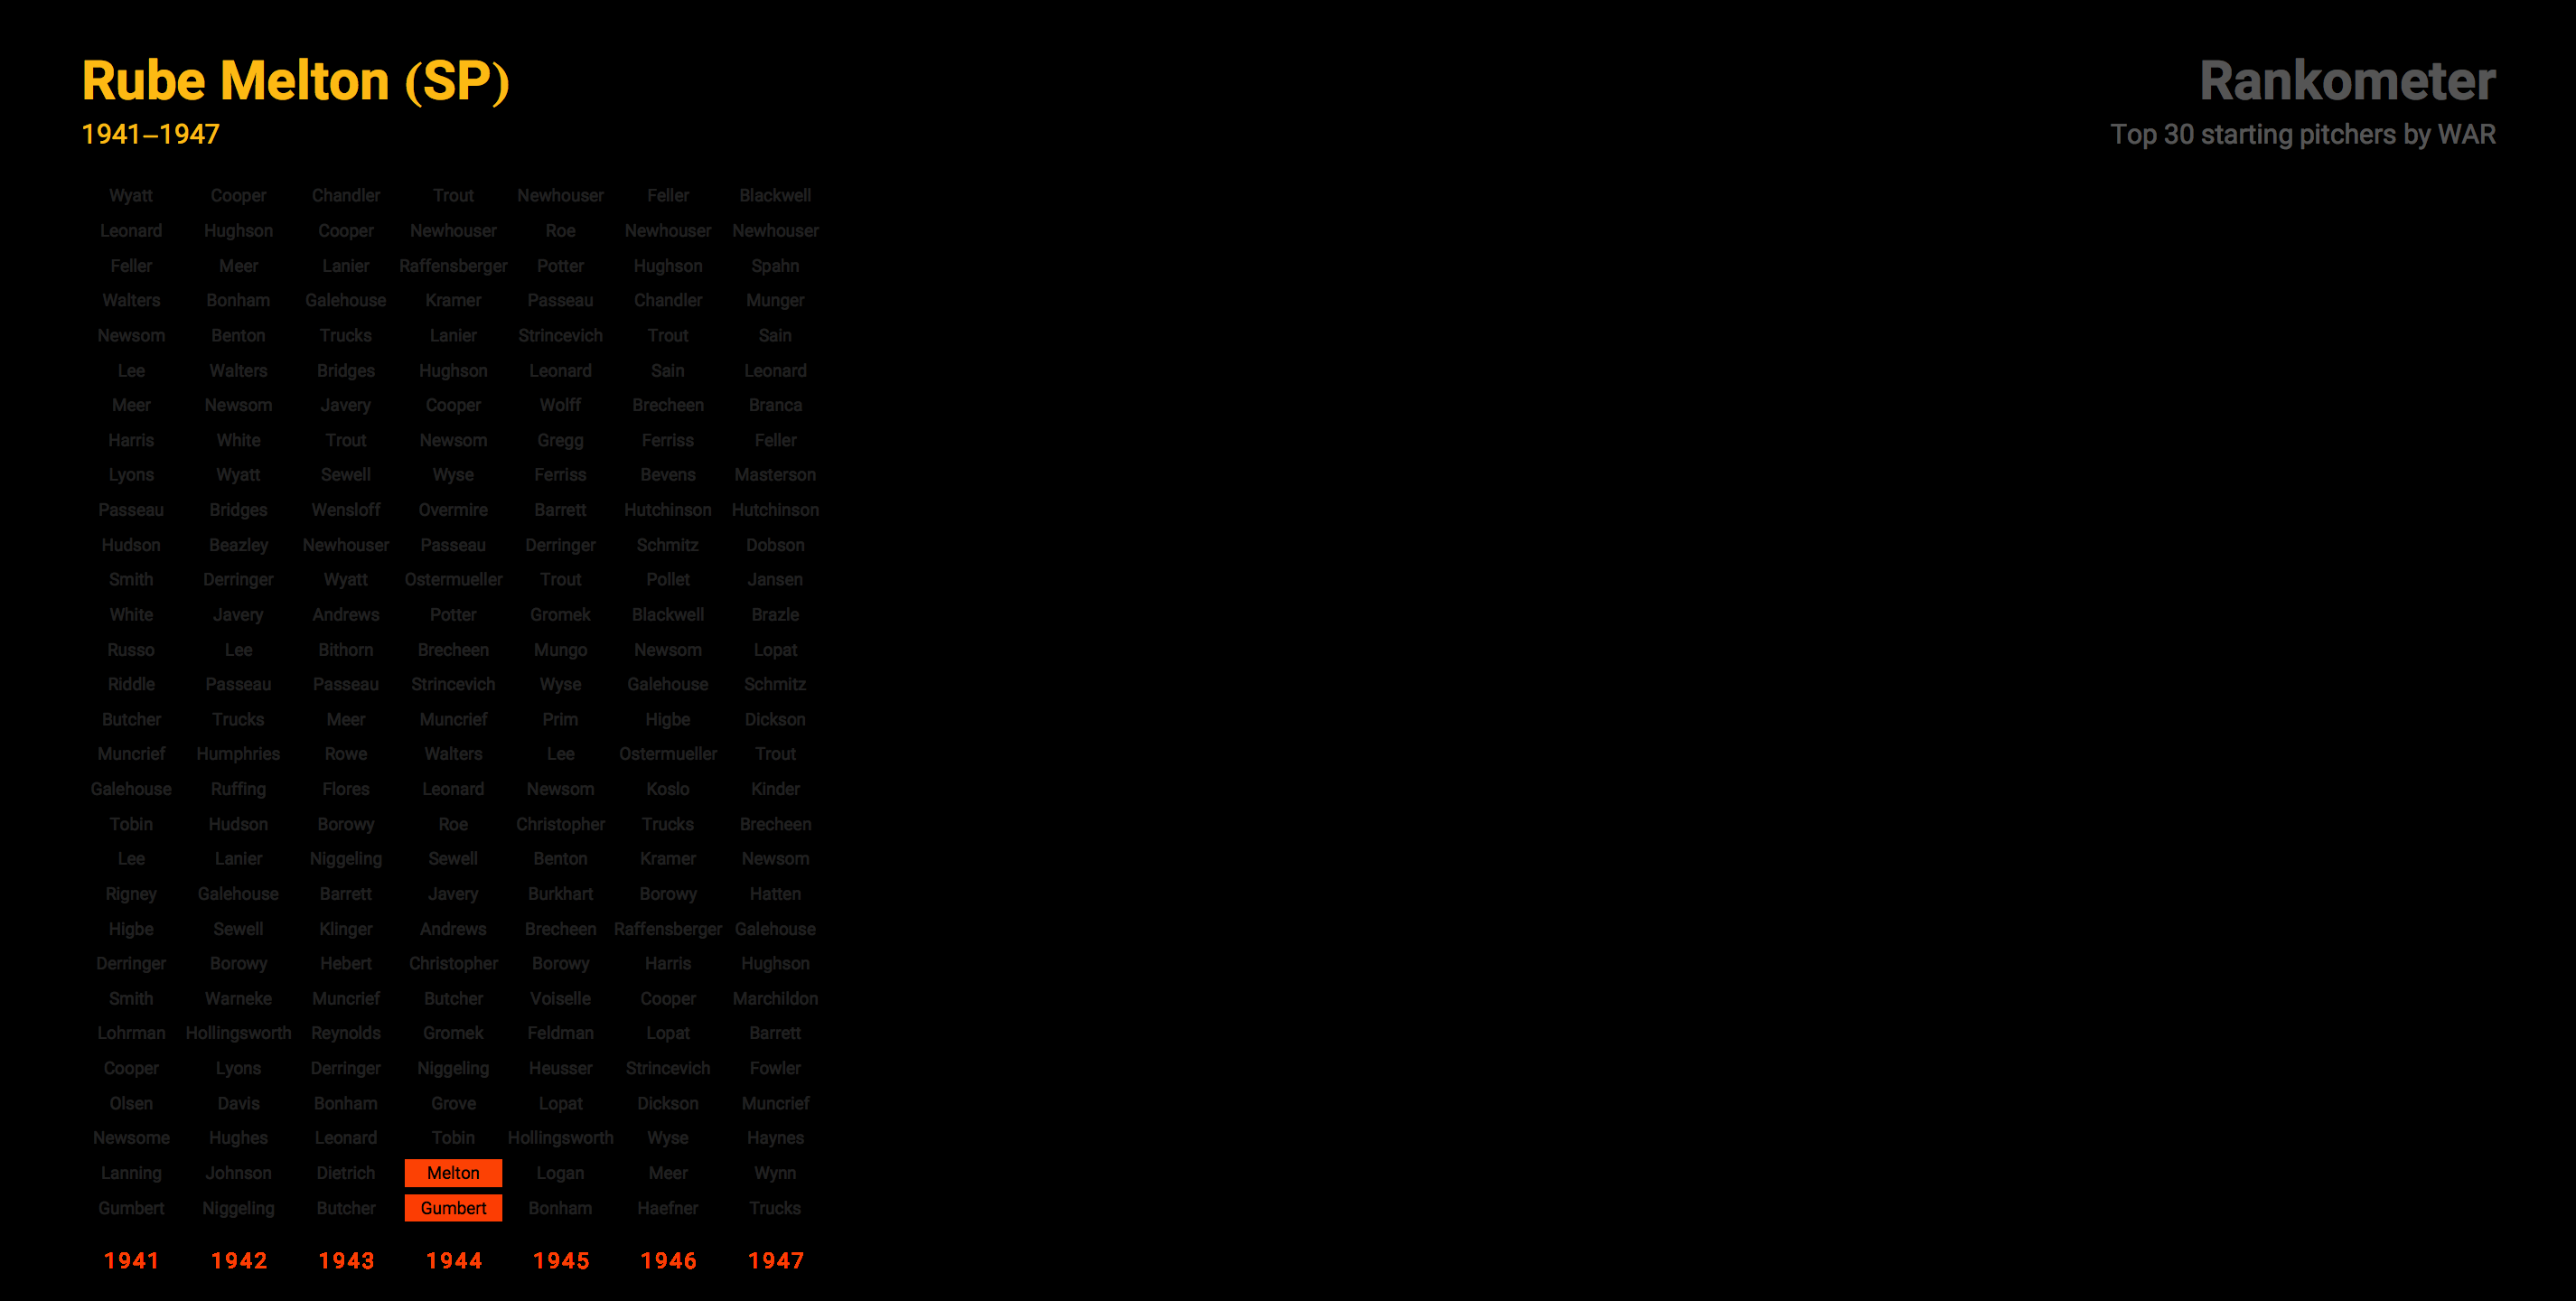 Rube Melton (SP)
1941–1947
Rankometer
Top 30 starting pitchers by WAR
Wyatt Cooper Chandler Trout Newhouser Feller Blackwell
Leonard Hughson Cooper Newhouser Roe Newhouser Newhouser
Feller Meer Lanier Raffensberger Potter Hughson Spahn
Walters Bonham Galehouse Kramer Passeau Chandler Munger
Newsom Benton Trucks Lanier Strincevich Trout Sain
Lee Walters Bridges Hughson Leonard Sain Leonard
Meer Newsom Javery Cooper Wolff Brecheen Branca
Harris White Trout Newsom Gregg Ferriss Feller
Lyons Wyatt Sewell Wyse Ferriss Bevens Masterson
Passeau Bridges Wensloff Overmire Barrett Hutchinson Hutchinson
Hudson Beazley Newhouser Passeau Derringer Schmitz Dobson
Smith Derringer Wyatt Ostermueller Trout Pollet Jansen
White Javery Andrews Potter Gromek Blackwell Brazle
Russo Lee Bithorn Brecheen Mungo Newsom Lopat
Riddle Passeau Passeau Strincevich Wyse Galehouse Schmitz
Butcher Trucks Meer Muncrief Prim Higbe Dickson
Muncrief Humphries Rowe Walters Lee Ostermueller Trout
Galehouse Ruffing Flores Leonard Newsom Koslo Kinder
Tobin Hudson Borowy Roe Christopher Trucks Brecheen
Lee Lanier Niggeling Sewell Benton Kramer Newsom
Rigney Galehouse Barrett Javery Burkhart Borowy Hatten
Higbe Sewell Klinger Andrews Brecheen Raffensberger Galehouse
Derringer Borowy Hebert Christopher Borowy Harris Hughson
Smith Warneke Muncrief Butcher Voiselle Cooper Marchildon
Lohrman Hollingsworth Reynolds Gromek Feldman Lopat Barrett
Cooper Lyons Derringer Niggeling Heusser Strincevich Fowler
Olsen Davis Bonham Grove Lopat Dickson Muncrief
Newsome Hughes Leonard Tobin Hollingsworth Wyse Haynes
Lanning Johnson Dietrich Melton Logan Meer Wynn
Gumbert Niggeling Butcher Gumbert Bonham Haefner Trucks
1941 1942 1943 1944 1945 1946 1947